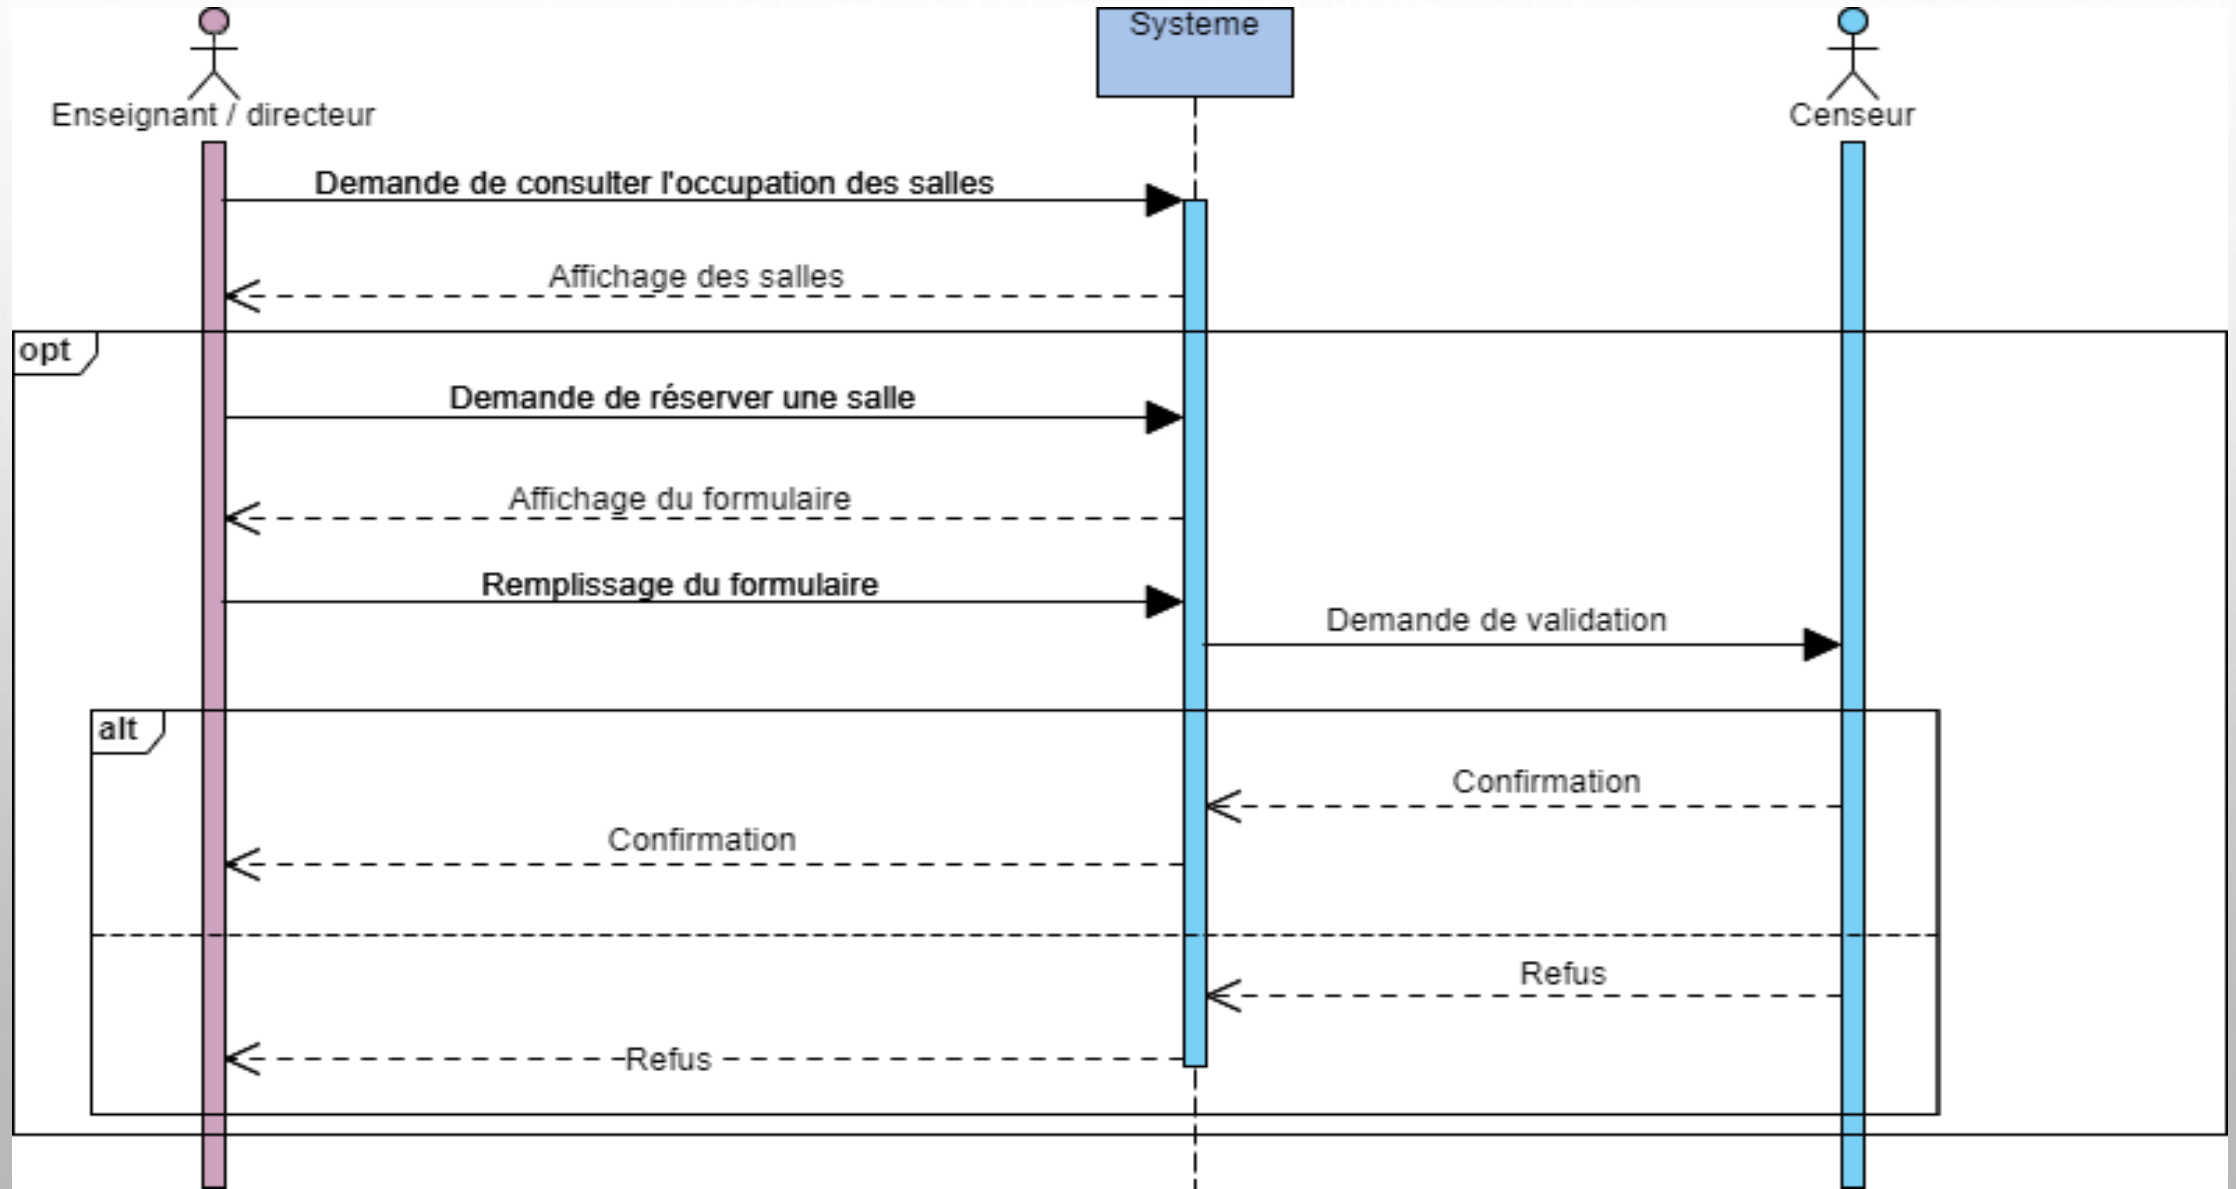 Systeme
Enseignant / directeur
Censeur
Demande de consulter l'occupation des salles
Affichage des salles
opt
Demande de réserver une salle
Affichage du formulaire
Remplissage du formulaire
Demande de validation
alt
Confirmation
Confirmation
Refus
Refus